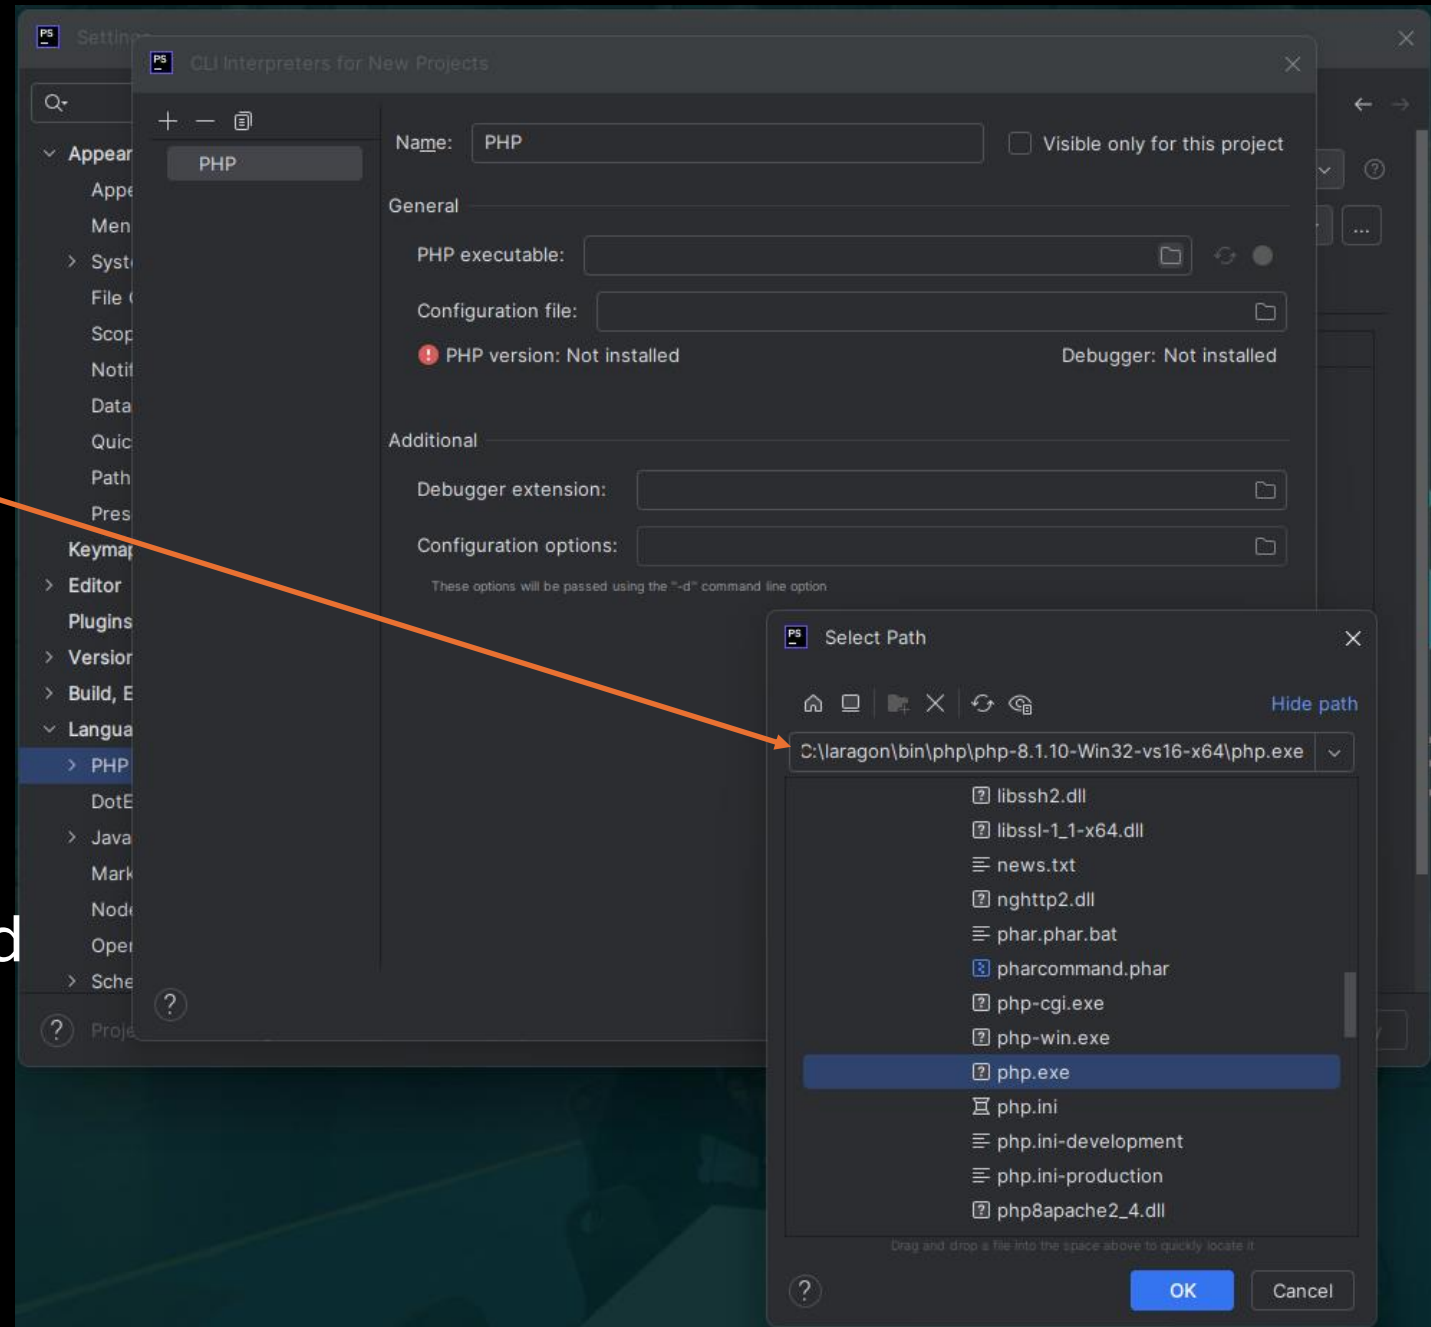 PS Settings
PS CLI Interpreters for New Projects
Name: PHP Visible only for this project
PHP
General
PHP executable:
Configuration file:
PHP version: Not installed Debugger: Not installed
Additional
Debugger extension:
Configuration options:
These options will be passed using the "-d" command line option
Appear
Appe
Men
Syst
File
Scop
Notif
Data
Quic
Path
Pres
Keymap
Editor
Plugins
Version
Build, E
Langua
PHP
DotE
Java
Mark
Node
Oper
Sche
Proje
d
PS Select Path
Hide path
C:\laragon\bin\php\php-8.1.10-Win32-vs16-x64\php.exe
libssh2.dll
libssl-1_1-x64.dll
news.txt
nghttp2.dll
phar.phar.bat
pharcommand.phar
php-cgi.exe
php-win.exe
php.exe
php.ini
php.ini-development
php.ini-production
php8apache2_4.dll
Drag and drop a file into the space above to quickly locate it
OK Cancel